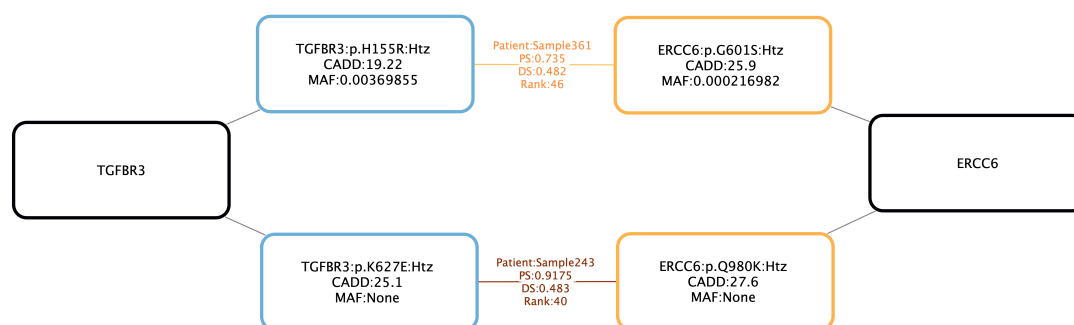 TGFBR3:p.H155R:Htz
CADD:19.22
MAF:0.00369855
Patient:Sample361
PS:0.735
DS:0.482
Rank:46
ERCC6:p.G601S:Htz
CADD:25.9
MAF:0.000216982
TGFBR3
ERCC6
TGFBR3:p.K627E:Htz
CADD:25.1
MAF:None
Patient:Sample243
PS:0.9175
DS:0.483
Rank:40
ERCC6:p.Q980K:Htz
CADD:27.6
MAF:None